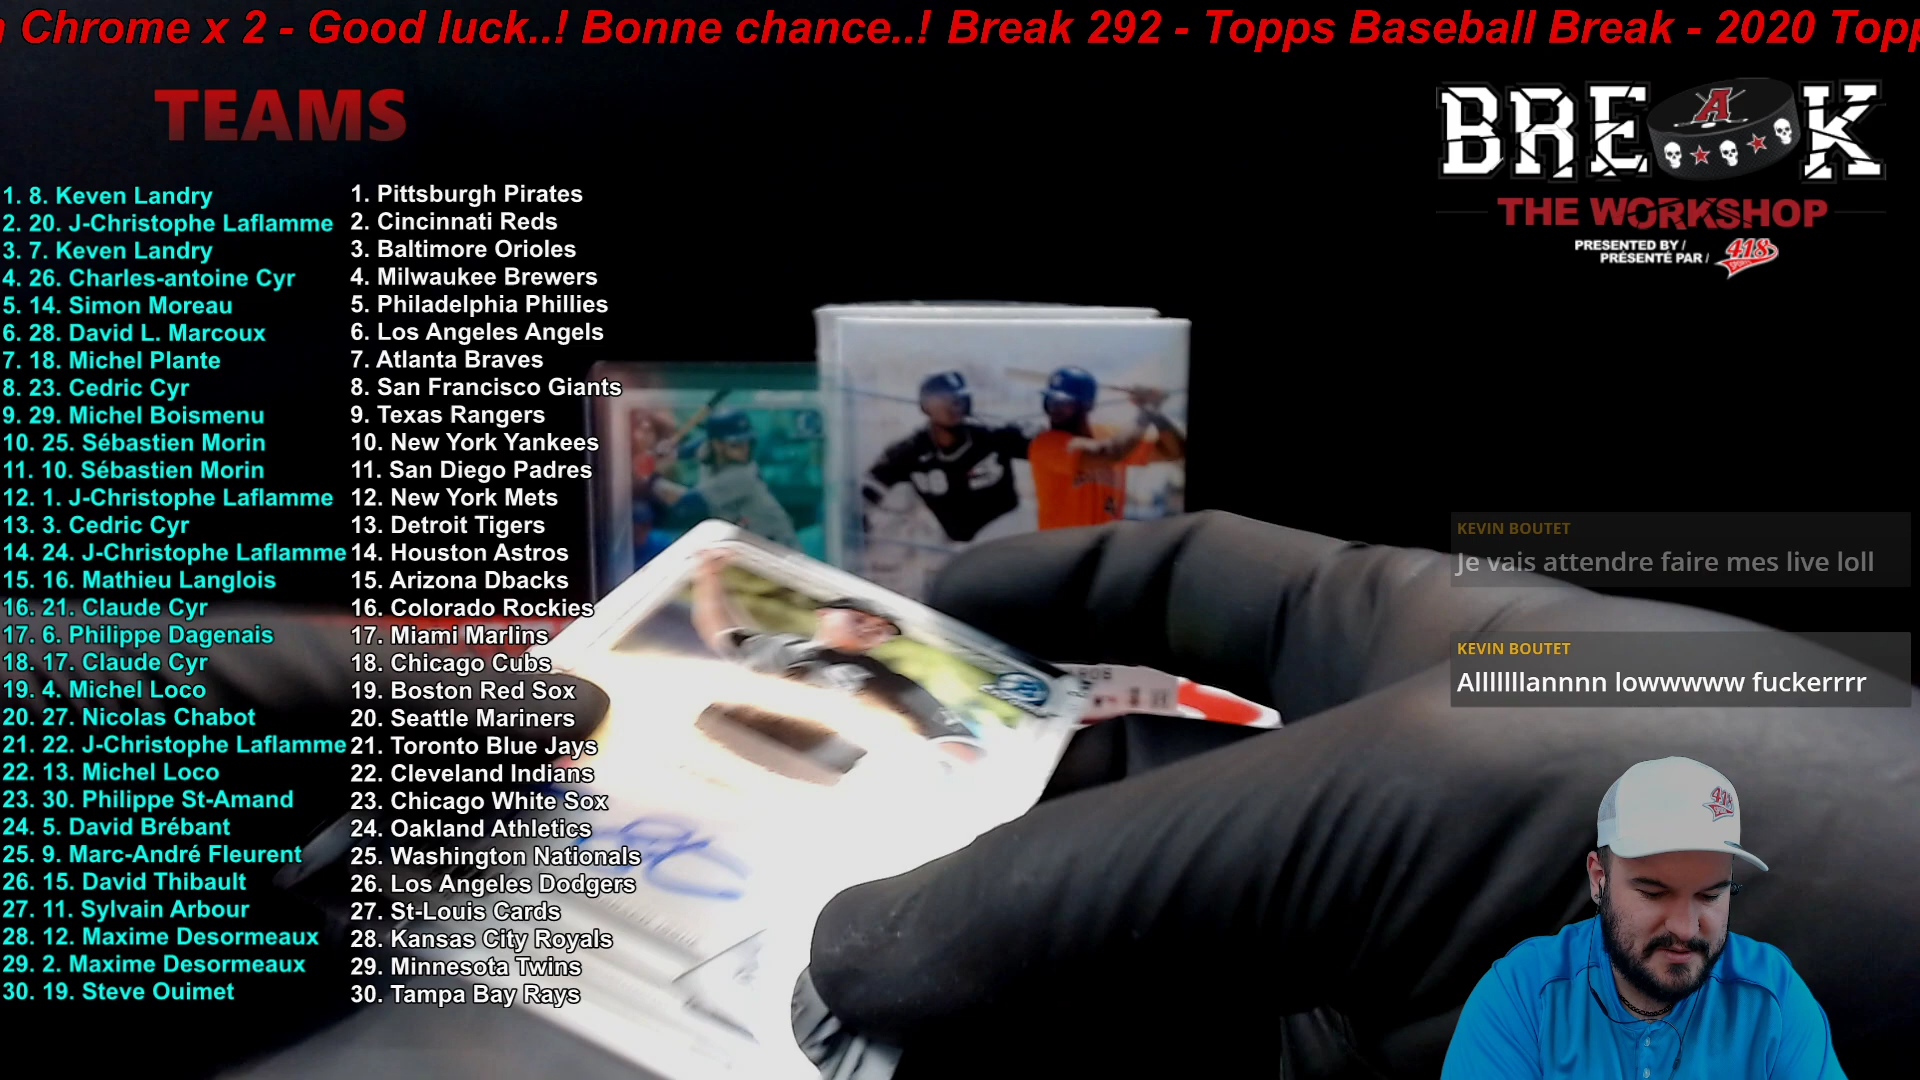 n Chrome x 2 - Good luck..! Bonne chance..! Break 292 - Topps Baseball Break - 2020 Topp
TEAMS
1. 8. Keven Landry
2. 20. J-Christophe Laflamme
3. 7. Keven Landry
4. 26. Charles-antoine Cyr
5. 14. Simon Moreau
6. 28. David L. Marcoux
7. 18. Michel Plante
8. 23. Cedric Cyr
9. 29. Michel Boismenu
10. 25. Sébastien Morin
11. 10. Sébastien Morin
12. 1. J-Christophe Laflamme
13. 3. Cedric Cyr
14. 24. J-Christophe Laflamme
15. 16. Mathieu Langlois
16. 21. Claude Cyr
17. 6. Philippe Dagenais
18. 17. Claude Cyr
19. 4. Michel Loco
20. 27. Nicolas Chabot
21. 22. J-Christophe Laflamme
22. 13. Michel Loco
23. 30. Philippe St-Amand
24. 5. David Brébant
25. 9. Marc-André Fleurent
26. 15. David Thibault
27. 11. Sylvain Arbour
28. 12. Maxime Desormeaux
29. 2. Maxime Desormeaux
30. 19. Steve Ouimet
1. Pittsburgh Pirates
2. Cincinnati Reds
3. Baltimore Orioles
4. Milwaukee Brewers
5. Philadelphia Phillies
6. Los Angeles Angels
7. Atlanta Braves
8. San Francisco Giants
9. Texas Rangers
10. New York Yankees
11. San Diego Padres
12. New York Mets
13. Detroit Tigers
14. Houston Astros
15. Arizona Dbacks
16. Colorado Rockies
17. Miami Marlins
18. Chicago Cubs
19. Boston Red Sox
20. Seattle Mariners
21. Toronto Blue Jays
22. Cleveland Indians
23. Chicago White Sox
24. Oakland Athletics
25. Washington Nationals
26. Los Angeles Dodgers
27. St-Louis Cards
28. Kansas City Royals
29. Minnesota Twins
30. Tampa Bay Rays
BREAK
A
THE WORKSHOP
PRESENTED BY /
PRÉSENTÉ PAR /
418
KEVIN BOUTET
Je vais attendre faire mes live loll
KEVIN BOUTET
Alllllllannnn lowwwww fuckerrrr
418